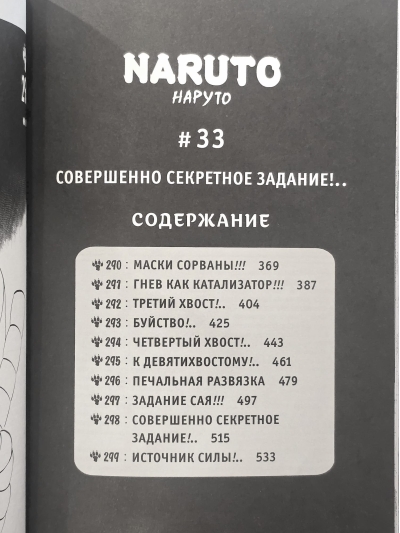 NARUTO
НАРУТО
#33
СОВЕРШЕННО СЕКРЕТНОЕ ЗАДАНИЕ!..
СОДЕРЖАНИЕ
290 : МАСКИ СОРВАНЫ!!! 369
291 : ГНЕВ КАК КАТАЛИЗАТОР!!! 387
292 : ТРЕТИЙ ХВОСТ!.. 404
293 : БУЙСТВО!.. 425
294 : ЧЕТВЕРТЫЙ ХВОСТ!.. 443
295 : К ДЕВЯТИХВОСТОМУ!.. 461
296 : ПЕЧАЛЬНАЯ РАЗВЯЗКА 479
297 : ЗАДАНИЕ САЯ!!! 497
298 : СОВЕРШЕННО СЕКРЕТНОЕ
ЗАДАНИЕ!.. 515
299 : ИСТОЧНИК СИЛЫ!.. 533